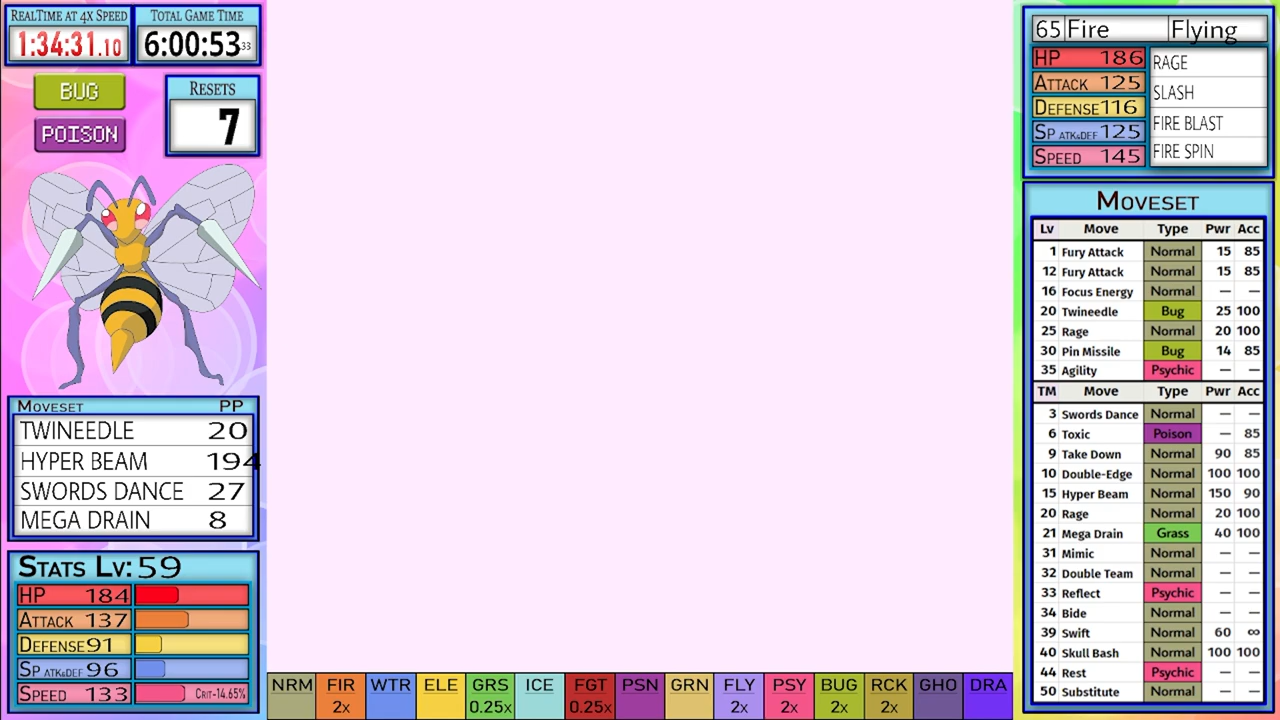 RealTime at 4x Speed
1:34:31.10
Total Game Time
6:00:53 33
BUG
POISON
Resets
7
Moveset PP
TWINEEDLE 20
HYPER BEAM 194
SWORDS DANCE 27
MEGA DRAIN 8
Stats Lv: 59
HP 184
Attack 137
Defense 91
Sp Atk&Def 96
Speed 133 Crit-14.65%
NRM FIR WTR ELE GRS ICE FGT PSN GRN FLY PSY BUG RCK GHO DRA
2x 0.25x 0.25x 2x 2x 2x 2x
65 Fire Flying
HP 186
Attack 125
Defense 116
Sp Atk&Def 125
Speed 145
RAGE
SLASH
FIRE BLAST
FIRE SPIN
Moveset
Lv Move Type Pwr Acc
1 Fury Attack Normal 15 85
12 Fury Attack Normal 15 85
16 Focus Energy Normal — —
20 Twineedle Bug 25 100
25 Rage Normal 20 100
30 Pin Missile Bug 14 85
35 Agility Psychic — —
TM Move Type Pwr Acc
3 Swords Dance Normal — —
6 Toxic Poison — 85
9 Take Down Normal 90 85
10 Double-Edge Normal 100 100
15 Hyper Beam Normal 150 90
20 Rage Normal 20 100
21 Mega Drain Grass 40 100
31 Mimic Normal — —
32 Double Team Normal — —
33 Reflect Psychic — —
34 Bide Normal — —
39 Swift Normal 60 ∞
40 Skull Bash Normal 100 100
44 Rest Psychic — —
50 Substitute Normal — —